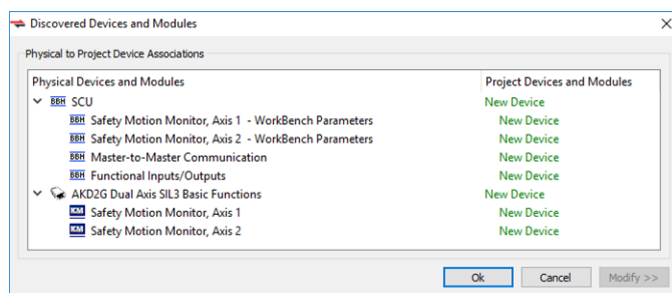 Discovered Devices and Modules
Physical to Project Device Associations
Physical Devices and Modules Project Devices and Modules
BBH SCU New Device
BBH Safety Motion Monitor, Axis 1 - WorkBench Parameters New Device
BBH Safety Motion Monitor, Axis 2 - WorkBench Parameters New Device
BBH Master-to-Master Communication New Device
BBH Functional Inputs/Outputs New Device
AKD2G Dual Axis SIL3 Basic Functions New Device
KM Safety Motion Monitor, Axis 1 New Device
KM Safety Motion Monitor, Axis 2 New Device
Ok Cancel Modify >>